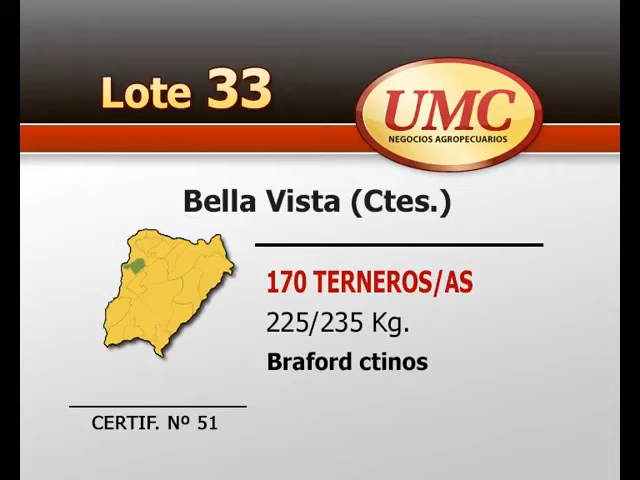 Lote 33
UMC
NEGOCIOS AGROPECUARIOS
Bella Vista (Ctes.)
170 TERNEROS/AS
225/235 Kg.
Braford ctinos
CERTIF. Nº 51